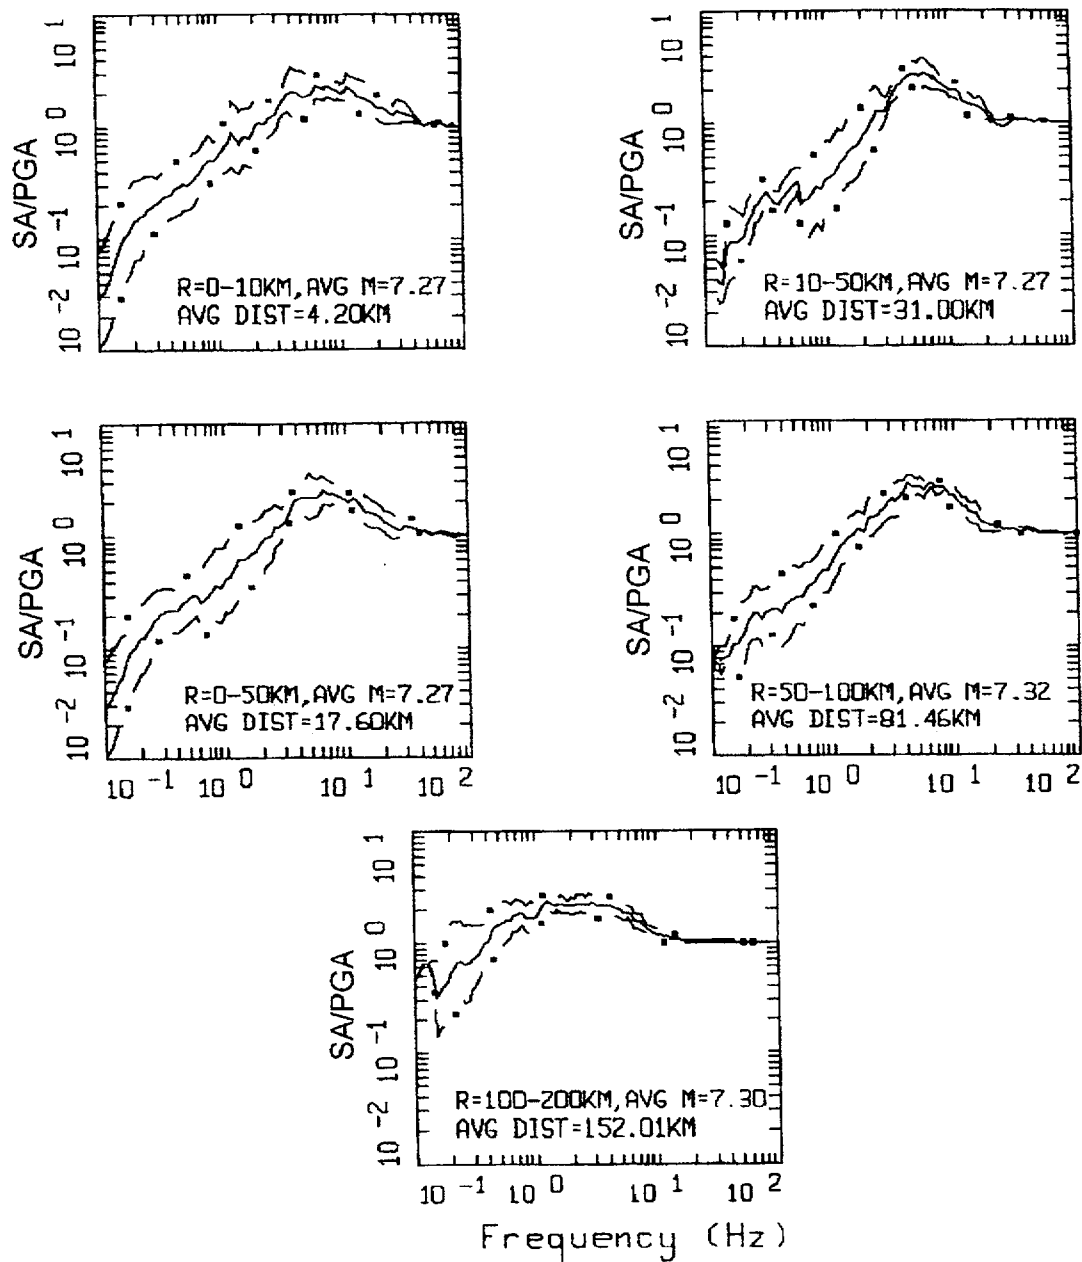 10 1
10 0
10 -1
10 -2
SA/PGA
R=0-10KM, AVG M=7.27
AVG DIST=4.20KM
10 1
10 0
10 -1
10 -2
SA/PGA
R=10-50KM, AVG M=7.27
AVG DIST=31.00KM
10 1
10 0
10 -1
10 -2
SA/PGA
R=0-50KM, AVG M=7.27
AVG DIST=17.60KM
10 -1 10 0 10 1 10 2
10 1
10 0
10 -1
10 -2
SA/PGA
R=50-100KM, AVG M=7.32
AVG DIST=81.46KM
10 -1 10 0 10 1 10 2
10 1
10 0
10 -1
10 -2
SA/PGA
R=100-200KM, AVG M=7.30
AVG DIST=152.01KM
10 -1 10 0 10 1 10 2
Frequency (Hz)